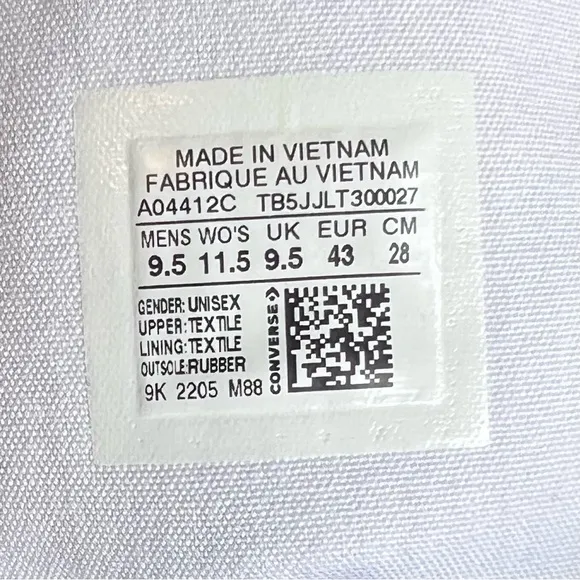 MADE IN VIETNAM
FABRIQUE AU VIETNAM
A04412C TB5JJLT300027
MENS WO'S UK EUR CM
9.5 11.5 9.5 43 28
GENDER: UNISEX
UPPER: TEXTILE
LINING: TEXTILE
OUTSOLE: RUBBER
9K 2205 M88
CONVERSE